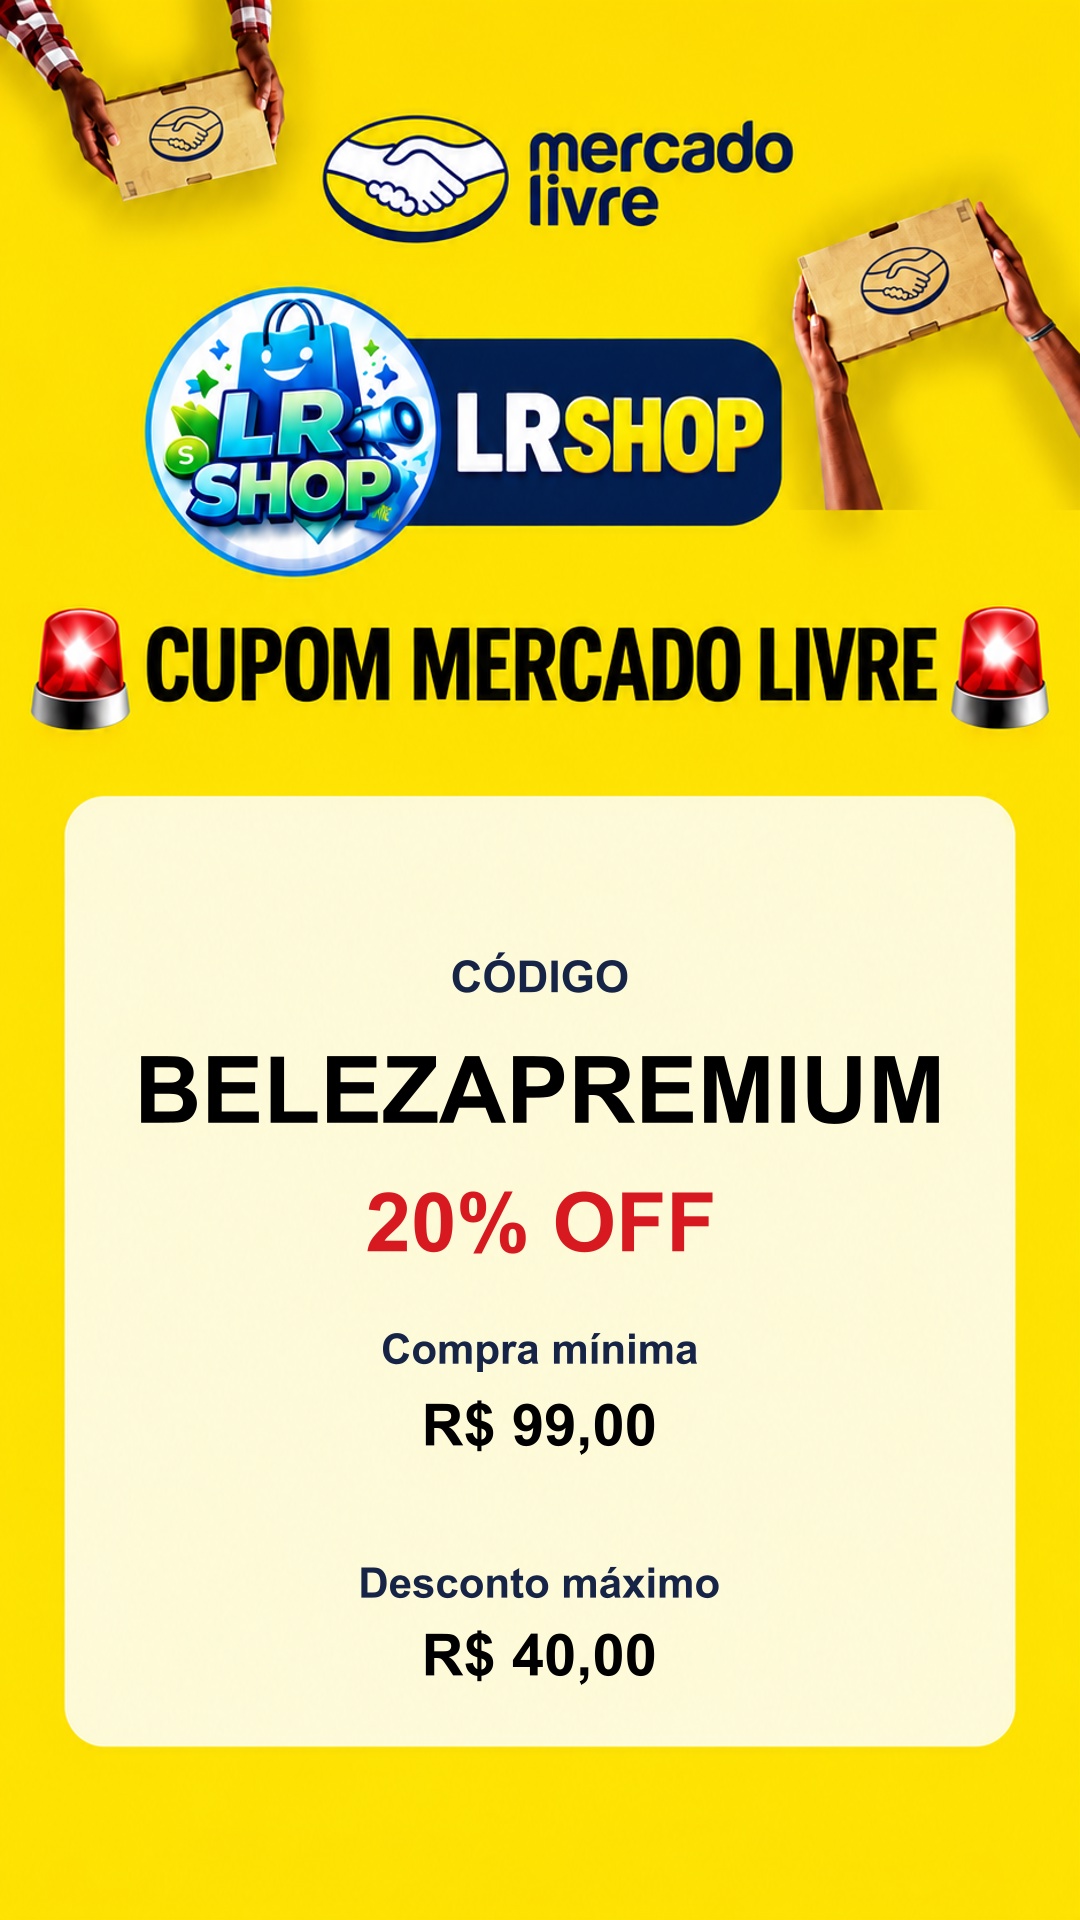 mercado
livre
LR
SHOP
LRSHOP
CUPOM MERCADO LIVRE
CÓDIGO
BELEZAPREMIUM
20% OFF
Compra mínima
R$ 99,00
Desconto máximo
R$ 40,00